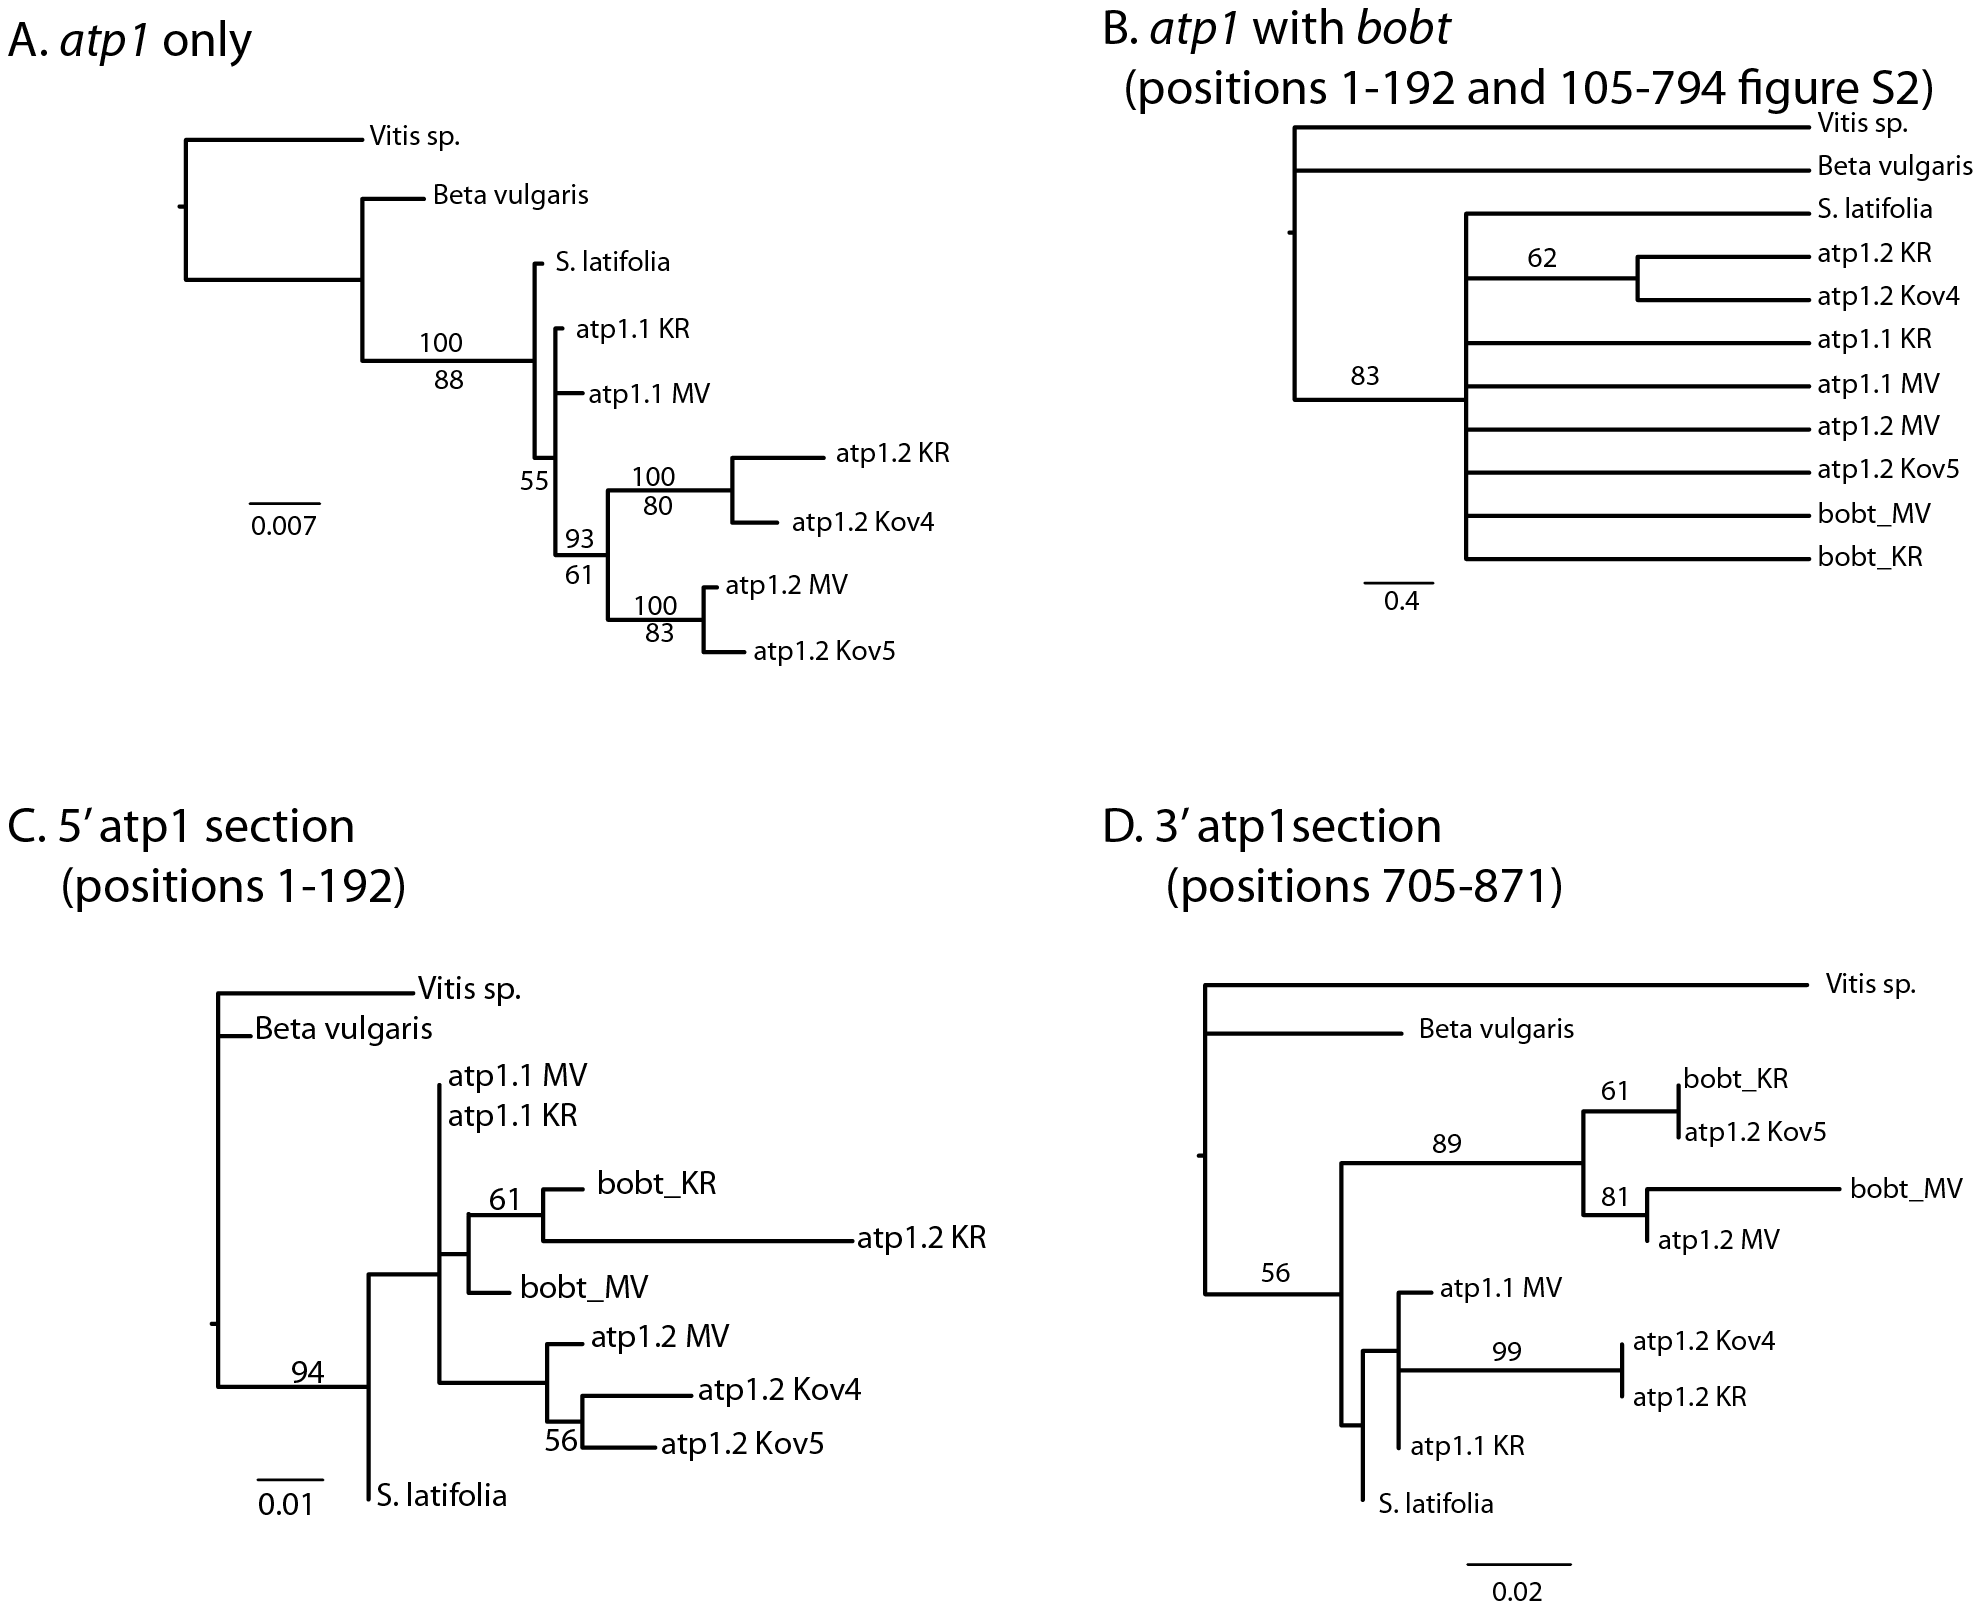 A. atp1 only
Vitis sp.
Beta vulgaris
S. latifolia
atp1.1 KR
100
88
atp1.1 MV
atp1.2 KR
100
55
80
0.007
atp1.2 Kov4
93
61
atp1.2 MV
100
83
atp1.2 Kov5
B. atp1 with bobt
(positions 1-192 and 105-794 figure S2)
Vitis sp.
Beta vulgaris
S. latifolia
62
atp1.2 KR
atp1.2 Kov4
atp1.1 KR
83
atp1.1 MV
atp1.2 MV
atp1.2 Kov5
bobt_MV
bobt_KR
0.4
C. 5’ atp1 section
(positions 1-192)
Vitis sp.
Beta vulgaris
atp1.1 MV
atp1.1 KR
bobt_KR
61
atp1.2 KR
bobt_MV
atp1.2 MV
94
atp1.2 Kov4
56
atp1.2 Kov5
0.01
S. latifolia
D. 3’ atp1section
(positions 705-871)
Vitis sp.
Beta vulgaris
bobt_KR
61
atp1.2 Kov5
89
bobt_MV
81
atp1.2 MV
56
atp1.1 MV
atp1.2 Kov4
99
atp1.2 KR
atp1.1 KR
S. latifolia
0.02